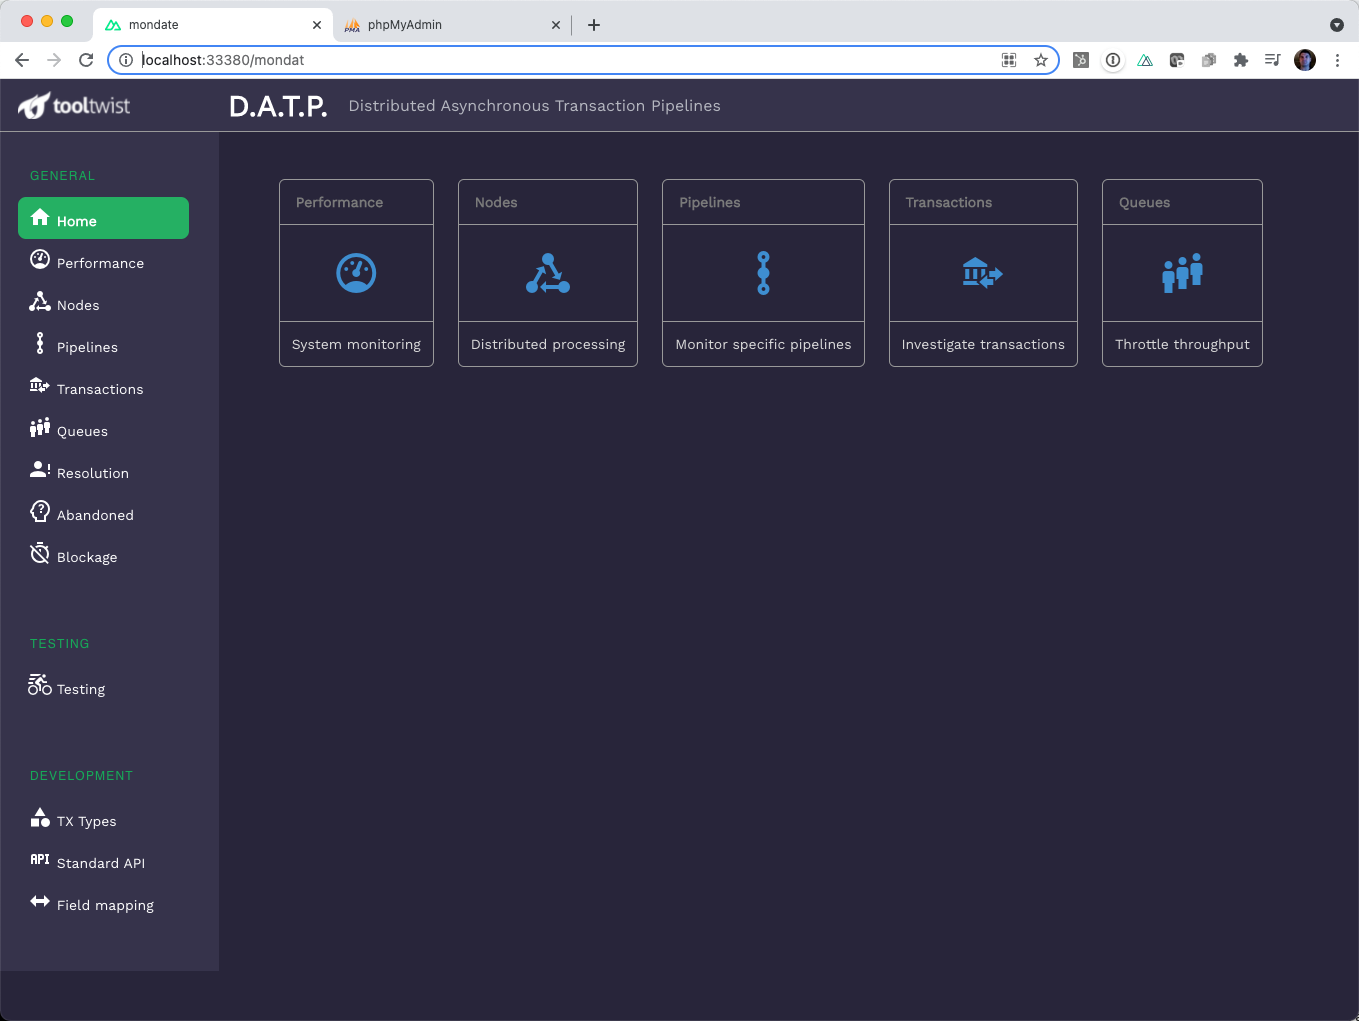 mondate
phpMyAdmin
localhost:33380/mondat
tooltwist
D.A.T.P. Distributed Asynchronous Transaction Pipelines
GENERAL
Home
Performance
Nodes
Pipelines
Transactions
Queues
Resolution
Abandoned
Blockage
TESTING
Testing
DEVELOPMENT
TX Types
API Standard API
Field mapping
Performance
System monitoring
Nodes
Distributed processing
Pipelines
Monitor specific pipelines
Transactions
Investigate transactions
Queues
Throttle throughput